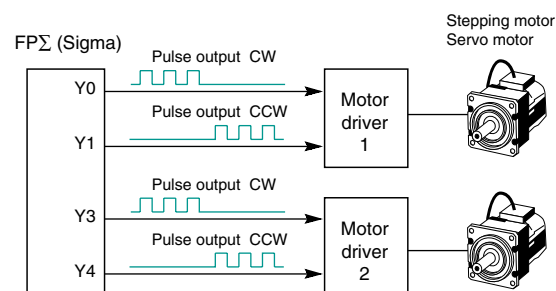 Stepping motor
Servo motor
FPΣ (Sigma)
Pulse output CW
Y0
Pulse output CCW
Y1
Motor
driver
1
Pulse output CW
Y3
Pulse output CCW
Y4
Motor
driver
2